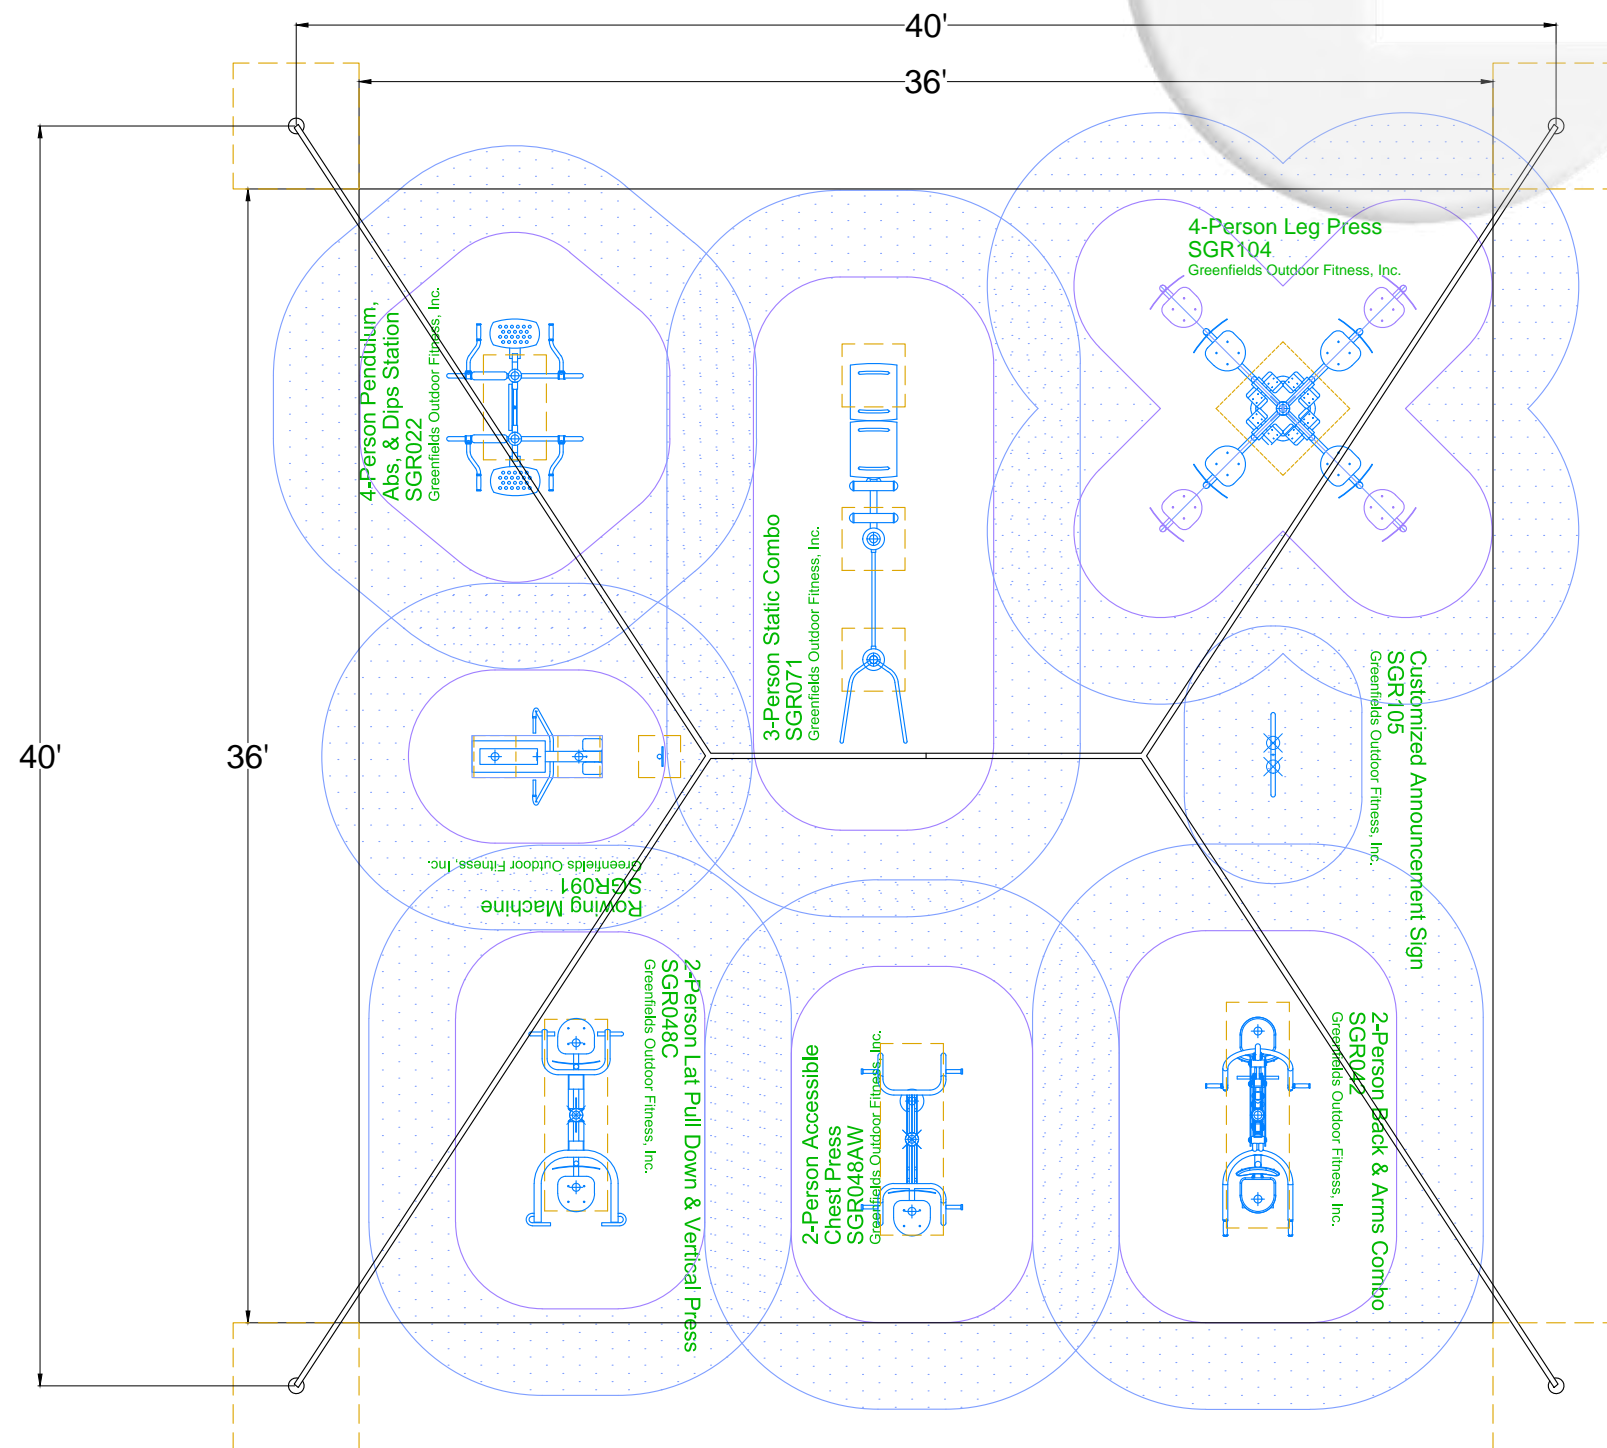 40'
36'
4-Person Leg Press
SGR104
Greenfields Outdoor Fitness, Inc.
4-Person Pendulum,
Abs, & Dips Station
SGR022
Greenfields Outdoor Fitness, Inc.
3-Person Static Combo
SGR071
Greenfields Outdoor Fitness, Inc.
Customized Announcement Sign
SGR105
Greenfields Outdoor Fitness, Inc.
40'
36'
Rowing Machine
SGR091
Greenfields Outdoor Fitness, Inc.
2-Person Lat Pull Down & Vertical Press
SGR048C
Greenfields Outdoor Fitness, Inc.
2-Person Accessible
Chest Press
SGR048AW
Greenfields Outdoor Fitness, Inc.
2-Person Back & Arms Combo
SGR042
Greenfields Outdoor Fitness, Inc.